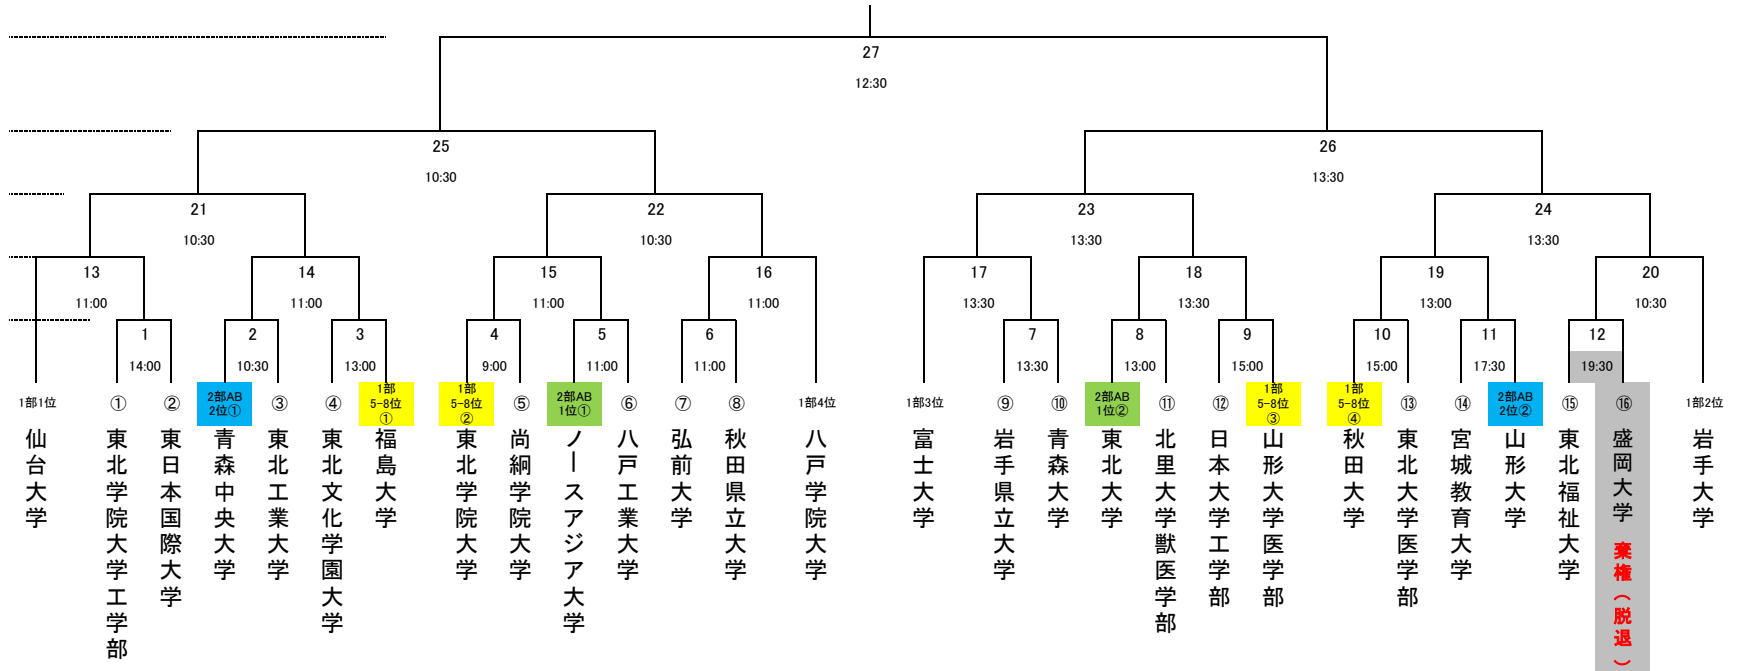 27
12:30
25
26
10:30
13:30
21
22
23
24
10:30
10:30
13:30
13:30
13
14
15
16
17
18
19
20
11:00
11:00
11:00
11:00
13:30
13:30
13:00
10:30
1
2
3
4
5
6
7
8
9
10
11
12
14:00
10:30
13:00
9:00
11:00
11:00
13:30
13:00
15:00
15:00
17:30
19:30
1部1位
仙台大学
①
東北学院大学工学部
②
東日本国際大学
2部AB
2位①
青森中央大学
③
東北工業大学
④
東北文化学園大学
1部
5-8位
①
福島大学
1部
5-8位
②
東北学院大学
⑤
尚絅学院大学
2部AB
1位①
ノースアジア大学
⑥
八戸工業大学
⑦
弘前大学
⑧
秋田県立大学
1部4位
八戸学院大学
1部3位
富士大学
⑨
岩手県立大学
⑩
青森大学
2部AB
1位②
東北大学
⑪
北里大学獣医学部
⑫
日本大学工学部
1部
5-8位
③
山形大学医学部
1部
5-8位
④
秋田大学
⑬
東北大学医学部
⑭
宮城教育大学
2部AB
2位②
山形大学
⑮
東北福祉大学
⑯
盛岡大学 棄権(脱退)
1部2位
岩手大学